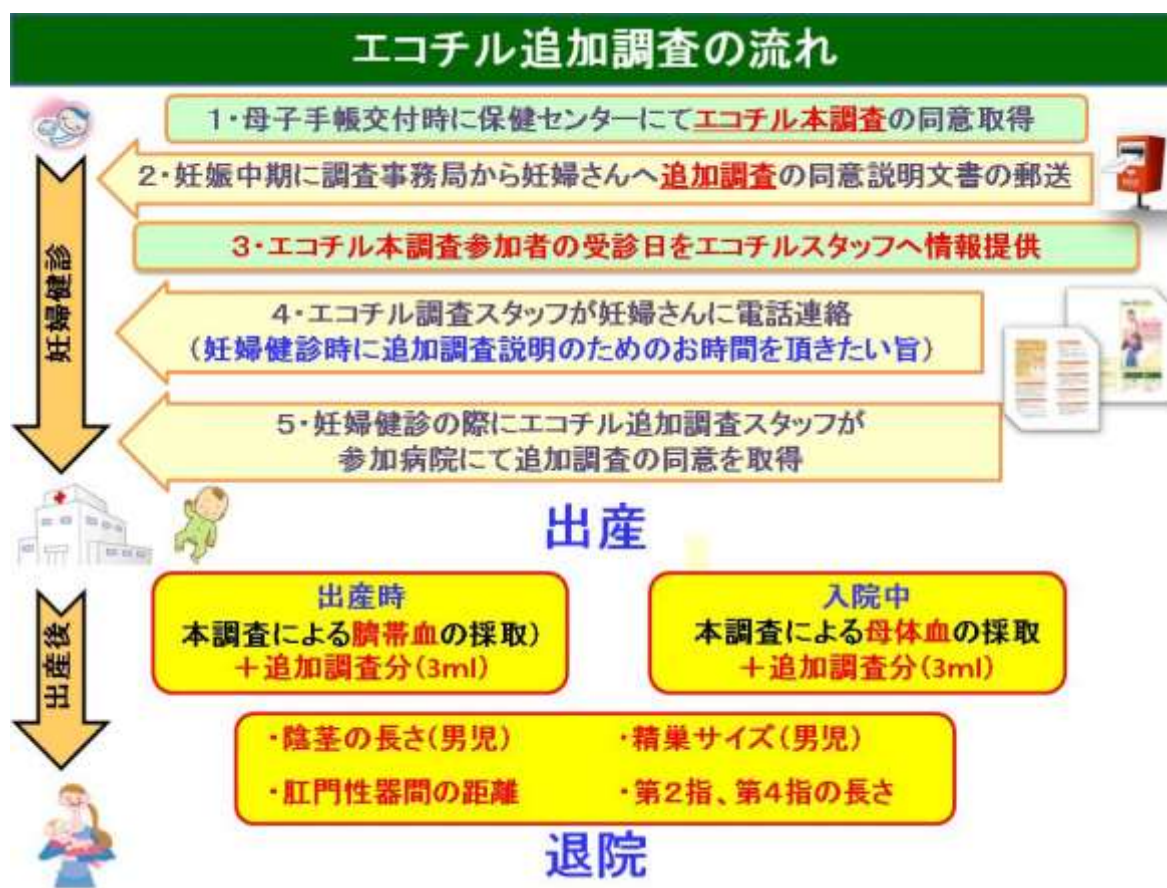 エコチル追加調査の流れ
1・母子手帳交付時に保健センターにてエコチル本調査の同意取得
2・妊娠中期に調査事務局から妊婦さんへ追加調査の同意説明文書の郵送
3・エコチル本調査参加者の受診日をエコチルスタッフへ情報提供
4・エコチル調査スタッフが妊婦さんに電話連絡
（妊婦健診時に追加調査説明のためのお時間を頂きたい旨）
5・妊婦健診の際にエコチル追加調査スタッフが
参加病院にて追加調査の同意を取得
妊婦健診
出産
出産時
本調査による臍帯血の採取）
＋追加調査分(3ml)
入院中
本調査による母体血の採取
＋追加調査分(3ml)
出産後
・陰茎の長さ(男児)
・精巣サイズ(男児)
・肛門性器間の距離
・第2指、第4指の長さ
退院